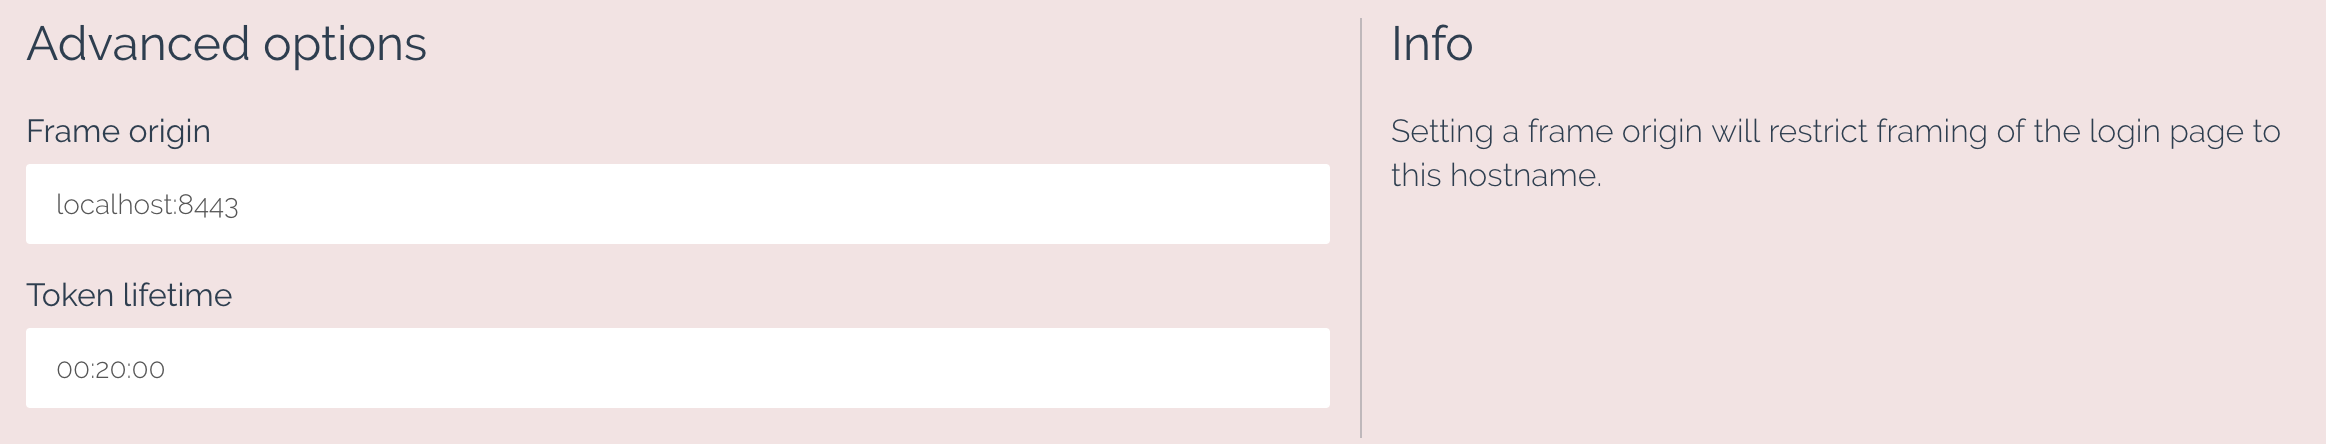 Advanced options
Frame origin
localhost:8443
Token lifetime
00:20:00
Info
Setting a frame origin will restrict framing of the login page to
this hostname.